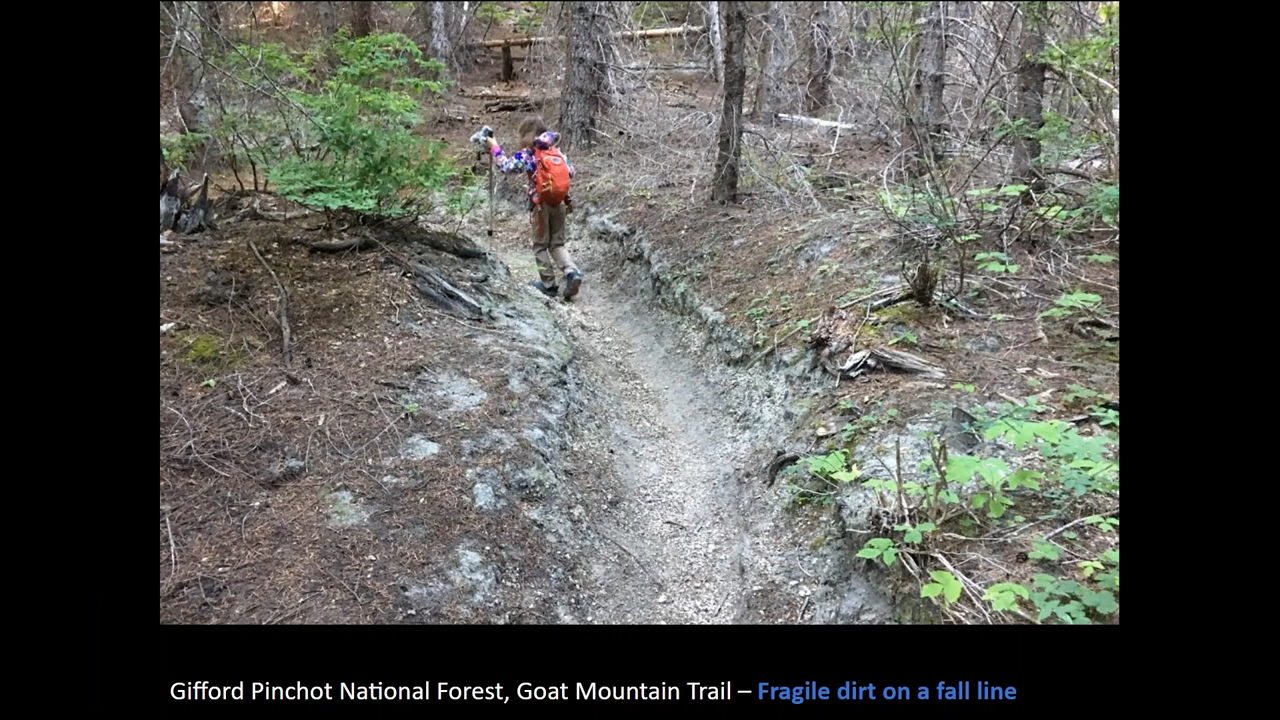 Gifford Pinchot National Forest, Goat Mountain Trail – Fragile dirt on a fall line